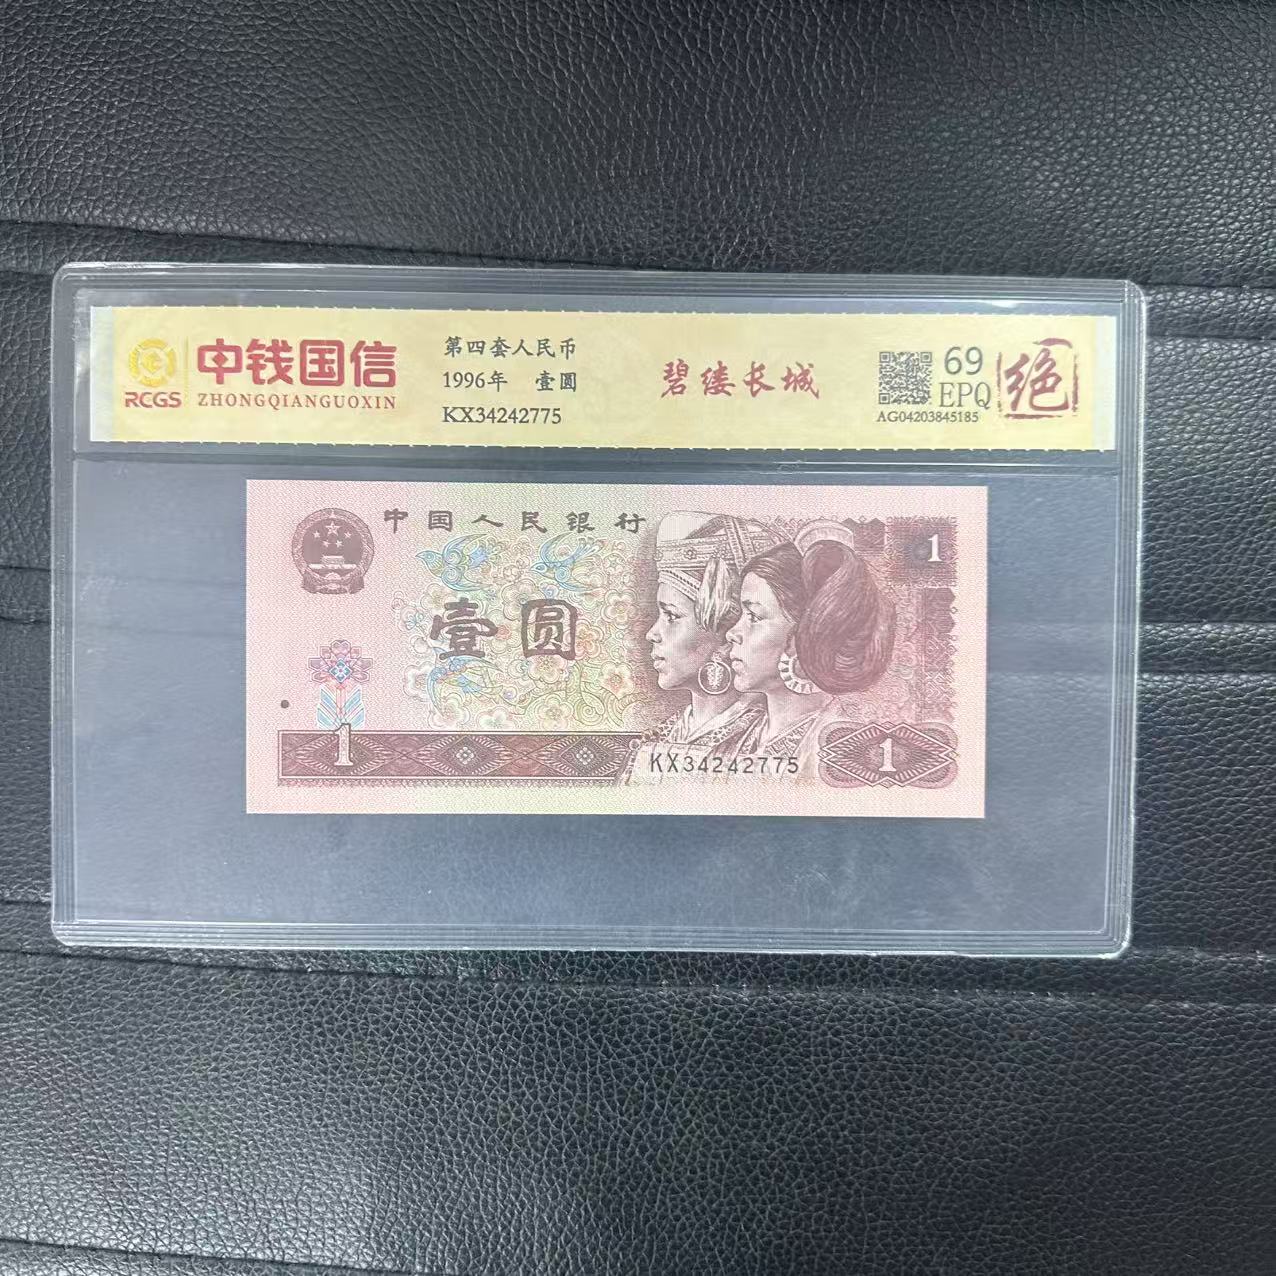 RCGS
中钱国信
ZHONGQIANGUOXIN
第四套人民币
1996年 壹圆
KX34242775
碧缕长城
69
EPQ
AG04203845185
绝
中国人民银行
1
壹圆
1
1
KX34242775